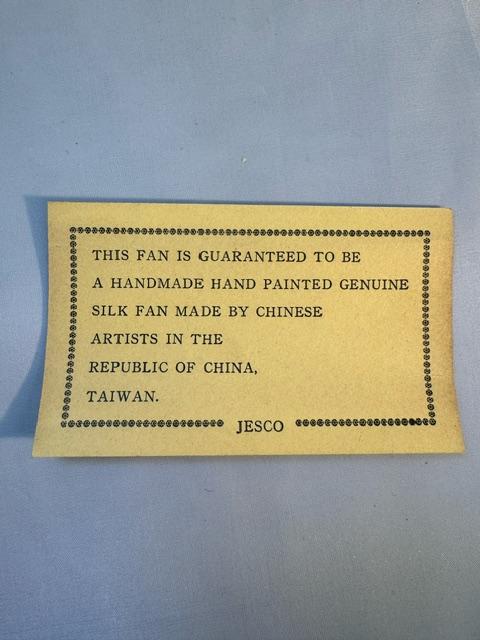 THIS FAN IS GUARANTEED TO BE
A HANDMADE HAND PAINTED GENUINE
SILK FAN MADE BY CHINESE
ARTISTS IN THE
REPUBLIC OF CHINA,
TAIWAN.
JESCO